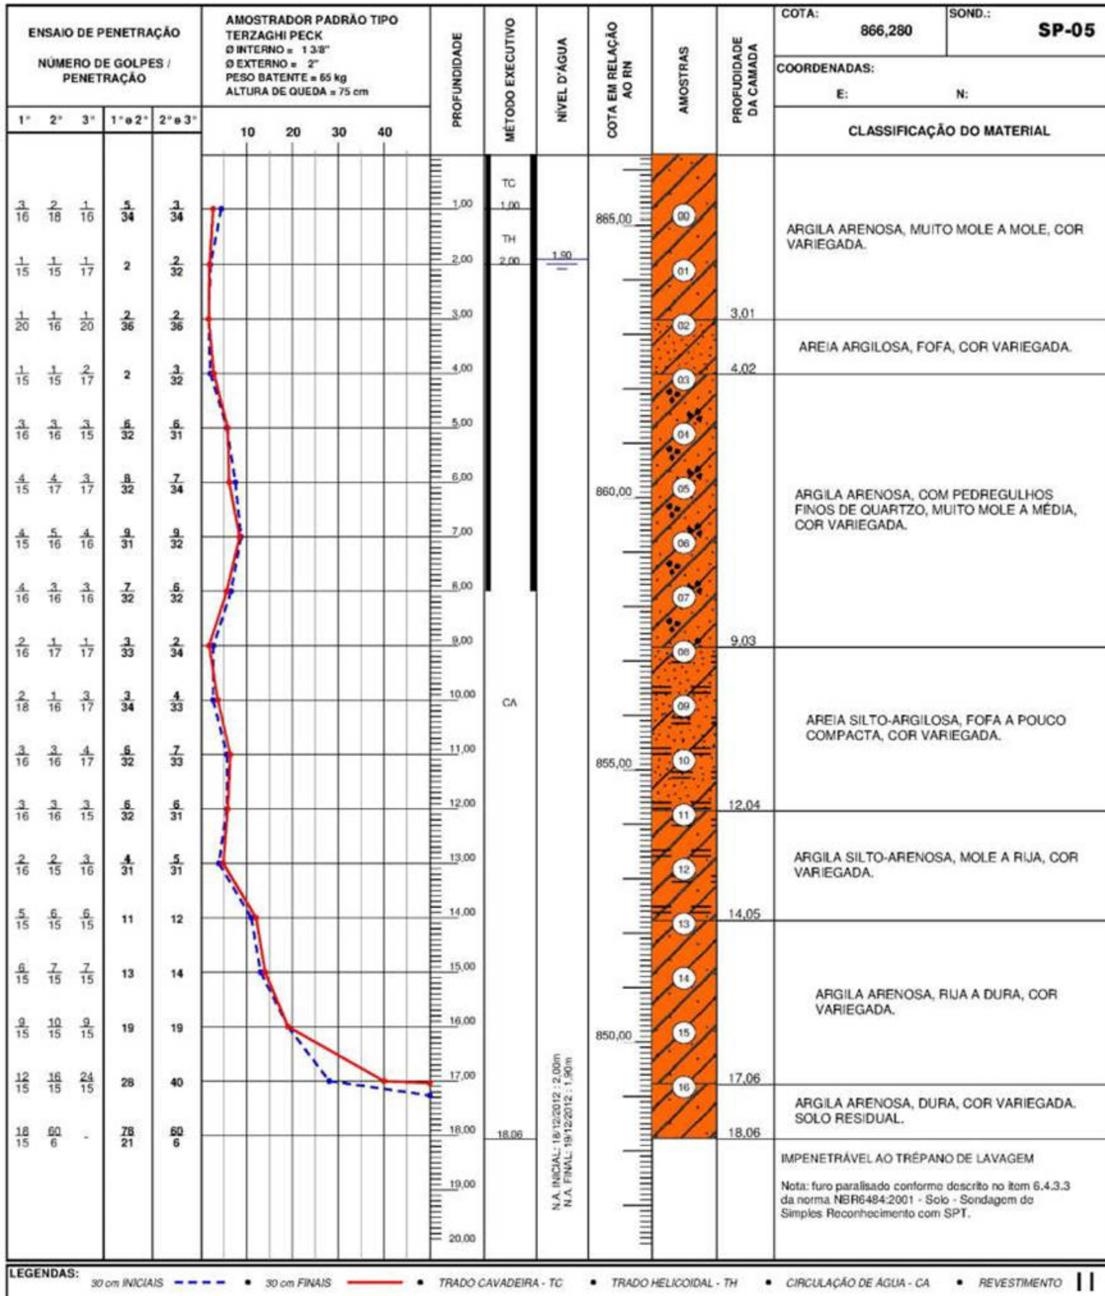 ENSAIO DE PENETRAÇÃO
NÚMERO DE GOLPES /
PENETRAÇÃO
1° 2° 3° 1° e 2° 2° e 3°
AMOSTRADOR PADRÃO TIPO
TERZAGHI PECK
Ø INTERNO = 1 3/8"
Ø EXTERNO = 2"
PESO BATENTE = 65 kg
ALTURA DE QUEDA = 75 cm
10 20 30 40
PROFUNDIDADE
MÉTODO EXECUTIVO
NÍVEL D'ÁGUA
COTA EM RELAÇÃO
AO RN
AMOSTRAS
PROFUDIDADE
DA CAMADA
COTA:
866,280
SOND.:
SP-05
COORDENADAS:
E: N:
CLASSIFICAÇÃO DO MATERIAL
3/16 2/18 1/16 5/34 3/34
1/15 1/15 1/17 2 2/32
1/20 1/16 1/20 2/36 2/36
1/15 1/15 2/17 2 3/32
3/16 3/16 3/15 6/32 6/31
4/15 4/17 3/17 8/32 7/34
4/15 5/16 4/16 9/31 9/32
4/16 3/16 3/16 7/32 6/32
2/16 1/17 1/17 3/33 2/34
2/18 1/16 3/17 3/34 4/33
3/16 3/16 4/17 6/32 7/33
3/16 3/16 3/15 6/32 6/31
2/16 2/15 3/16 4/31 5/31
5/15 6/15 6/15 11 12
6/15 7/15 7/15 13 14
9/15 10/15 9/15 19 19
12/15 16/15 24/15 28 40
18/15 60/6 - 78/21 60/6
1,00
2,00
3,00
4,00
5,00
6,00
7,00
8,00
9,00
10,00
11,00
12,00
13,00
14,00
15,00
16,00
17,00
18,00
19,00
20,00
TC
1,00
TH
2,00
CA
18,06
1,90
N.A. INICIAL: 18/12/2012 : 2,00m
N.A. FINAL: 19/12/2012 : 1,90m
865,00
860,00
855,00
850,00
00
01
02
03
04
05
06
07
08
09
10
11
12
13
14
15
16
3,01
4,02
9,03
12,04
14,05
17,06
18,06
ARGILA ARENOSA, MUITO MOLE A MOLE, COR
VARIEGADA.
AREIA ARGILOSA, FOFA, COR VARIEGADA.
ARGILA ARENOSA, COM PEDREGULHOS
FINOS DE QUARTZO, MUITO MOLE A MÉDIA,
COR VARIEGADA.
AREIA SILTO-ARGILOSA, FOFA A POUCO
COMPACTA, COR VARIEGADA.
ARGILA SILTO-ARENOSA, MOLE A RIJA, COR
VARIEGADA.
ARGILA ARENOSA, RIJA A DURA, COR
VARIEGADA.
ARGILA ARENOSA, DURA, COR VARIEGADA.
SOLO RESIDUAL.
IMPENETRÁVEL AO TRÉPANO DE LAVAGEM
Nota: furo paralisado conforme descrito no item 6.4.3.3
da norma NBR6484:2001 - Solo - Sondagem de
Simples Reconhecimento com SPT.
LEGENDAS:
30 cm INICIAIS • 30 cm FINAIS • TRADO CAVADEIRA - TC • TRADO HELICOIDAL - TH • CIRCULAÇÃO DE ÁGUA - CA • REVESTIMENTO